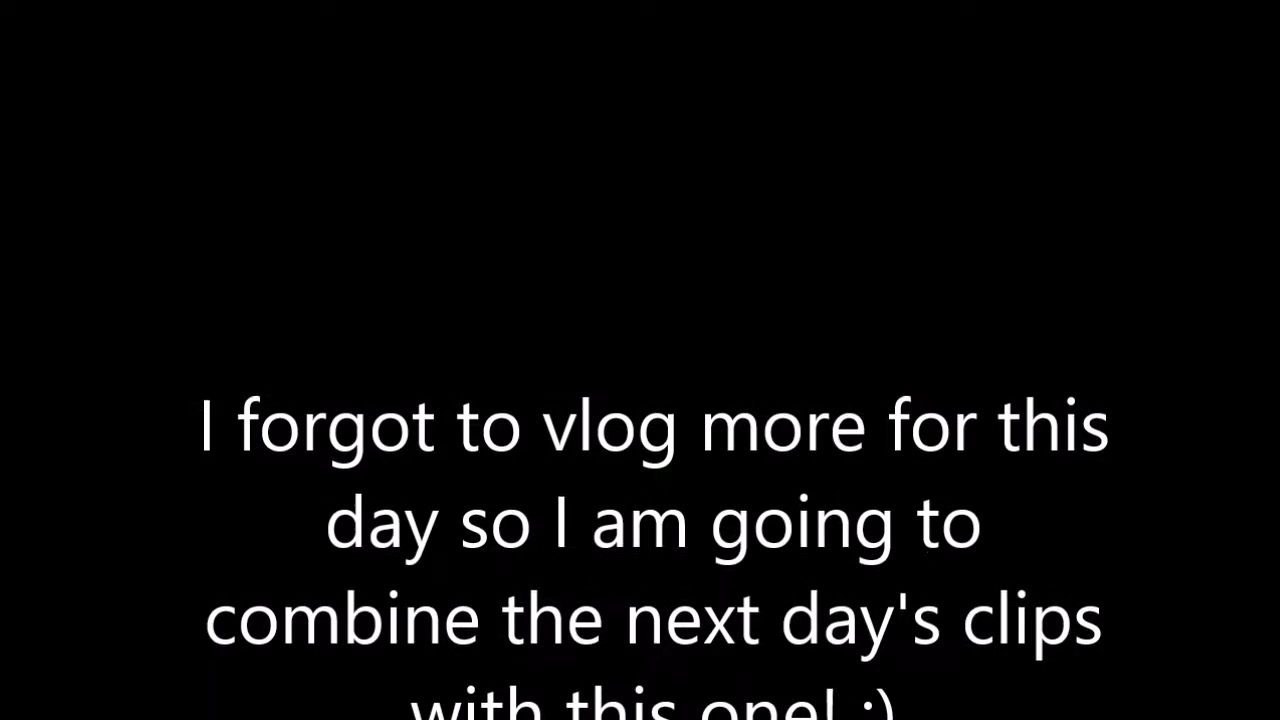 I forgot to vlog more for this
day so I am going to
combine the next day's clips
with this one! :)